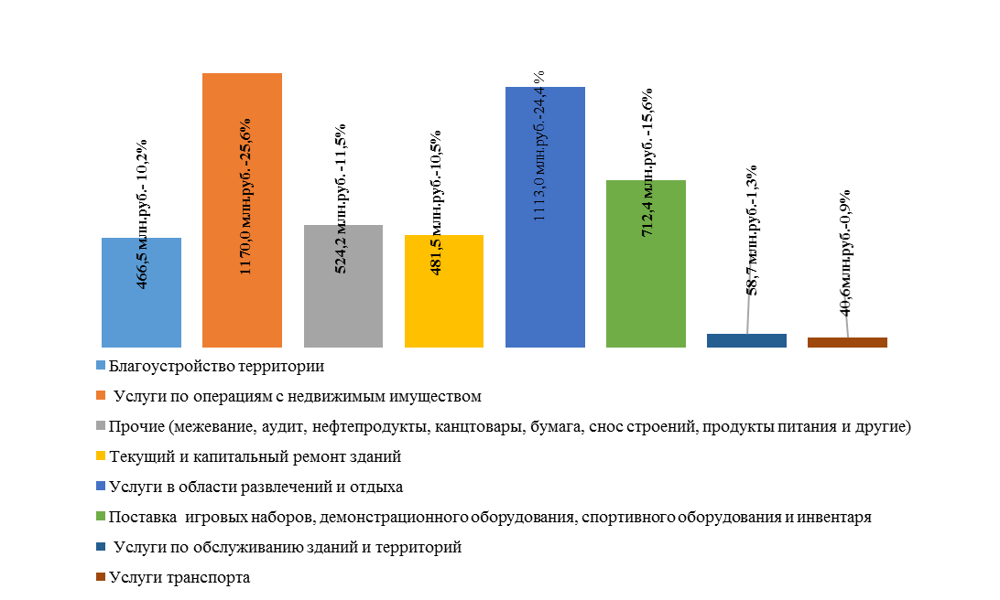 466,5 млн.руб.- 10,2%
1170,0 млн.руб.-25,6%
524,2 млн.руб.-11,5%
481,5 млн.руб.-10,5%
1113,0 млн.руб.-24,4 %
712,4 млн.руб.-15,6%
58,7 млн.руб.-1,3%
40,6млн.руб.-0,9%
Благоустройство территории
Услуги по операциям с недвижимым имуществом
Прочие (межевание, аудит, нефтепродукты, канцтовары, бумага, снос строений, продукты питания и другие)
Текущий и капитальный ремонт зданий
Услуги в области развлечений и отдыха
Поставка игровых наборов, демонстрационного оборудования, спортивного оборудования и инвентаря
Услуги по обслуживанию зданий и территорий
Услуги транспорта